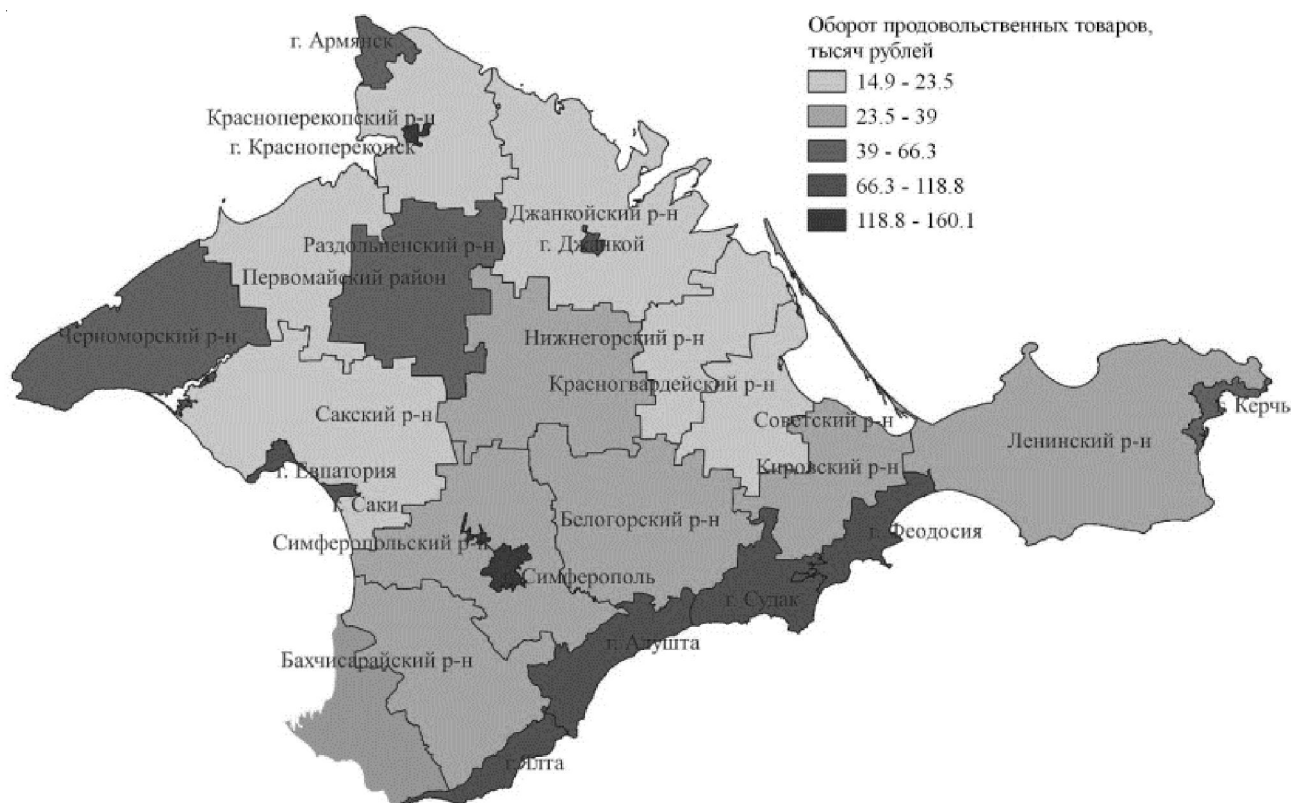 Оборот продовольственных товаров,
тысяч рублей
14.9 - 23.5
23.5 - 39
39 - 66.3
66.3 - 118.8
118.8 - 160.1
г. Армянск
Красноперекопский р-н
г. Красноперекопск
Джанкойский р-н
г. Джанкой
Раздольненский р-н
Первомайский район
Черноморский р-н
Нижнегорский р-н
Красногвардейский р-н
Сакский р-н
Советский р-н
г. Керчь
Ленинский р-н
Кировский р-н
г. Евпатория
г. Саки
Белогорский р-н
г. Феодосия
Симферопольский р-н
Симферополь
г. Судак
г. Алушта
Бахчисарайский р-н
г.Ялта